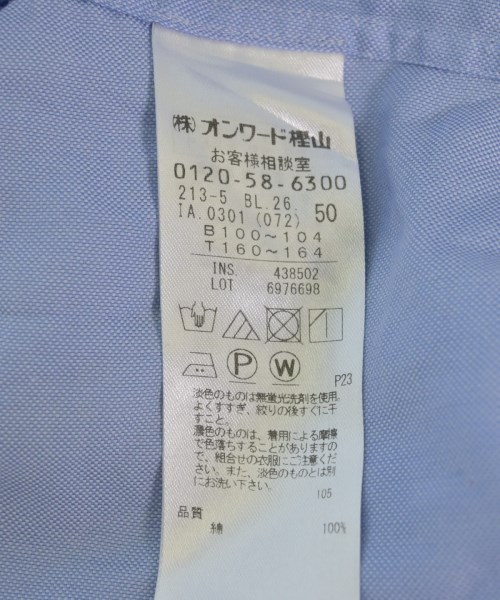 (株)オンワード樫山
お客様相談室
0120-58-6300
213-5 BL.26. 50
IA.0301(072)
B100〜104
T160〜164
INS. 438502
LOT 6976698
P W
P23
淡色のものは無蛍光洗剤を使用。
よくすすぎ、絞りの後すぐに干
すこと。
濃色のものは、着用による摩擦
で色落ちすることがありますの
で、組合せの衣服にご注意くだ
さい。また、淡色のものとは別
にお洗い下さい。
105
品質
綿 100%